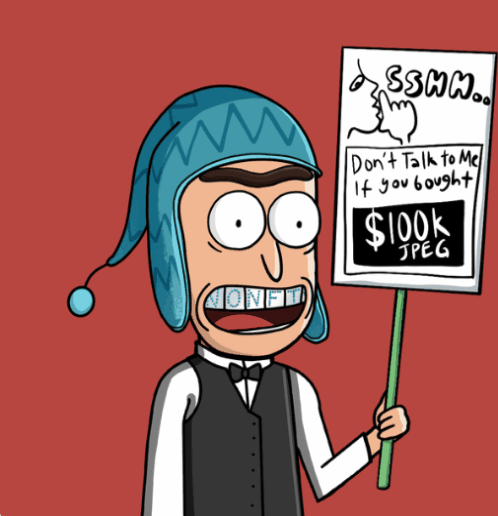 SSHH..
Don't Talk to Me
If you bought
$100k
JPEG
NONFT